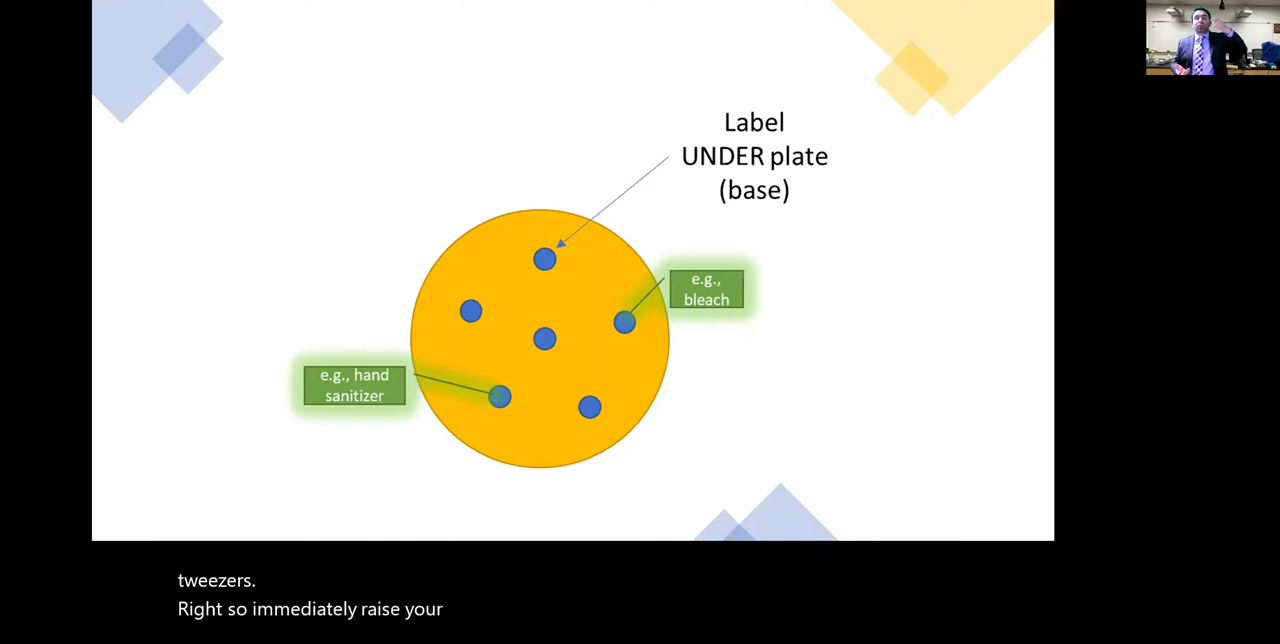 Label
UNDER plate
(base)
e.g.,
bleach
e.g., hand
sanitizer
tweezers.
Right so immediately raise your